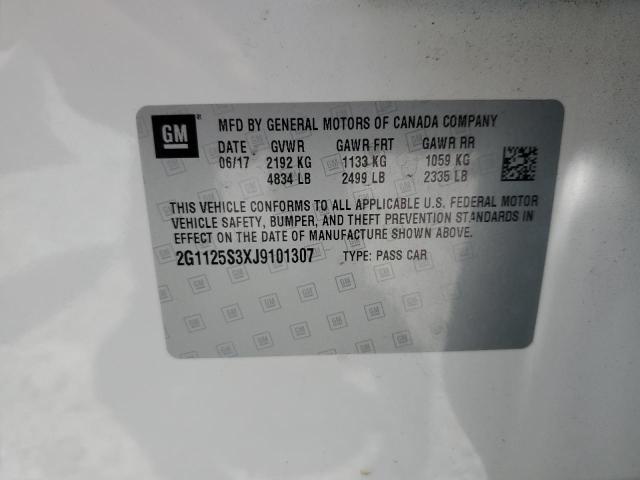 GM
MFD BY GENERAL MOTORS OF CANADA COMPANY
DATE GVWR GAWR FRT GAWR RR
06/17 2192 KG 1133 KG 1059 KG
4834 LB 2499 LB 2335 LB
THIS VEHICLE CONFORMS TO ALL APPLICABLE U.S. FEDERAL MOTOR
VEHICLE SAFETY, BUMPER, AND THEFT PREVENTION STANDARDS IN
EFFECT ON THE DATE OF MANUFACTURE SHOWN ABOVE.
2G1125S3XJ9101307 TYPE: PASS CAR